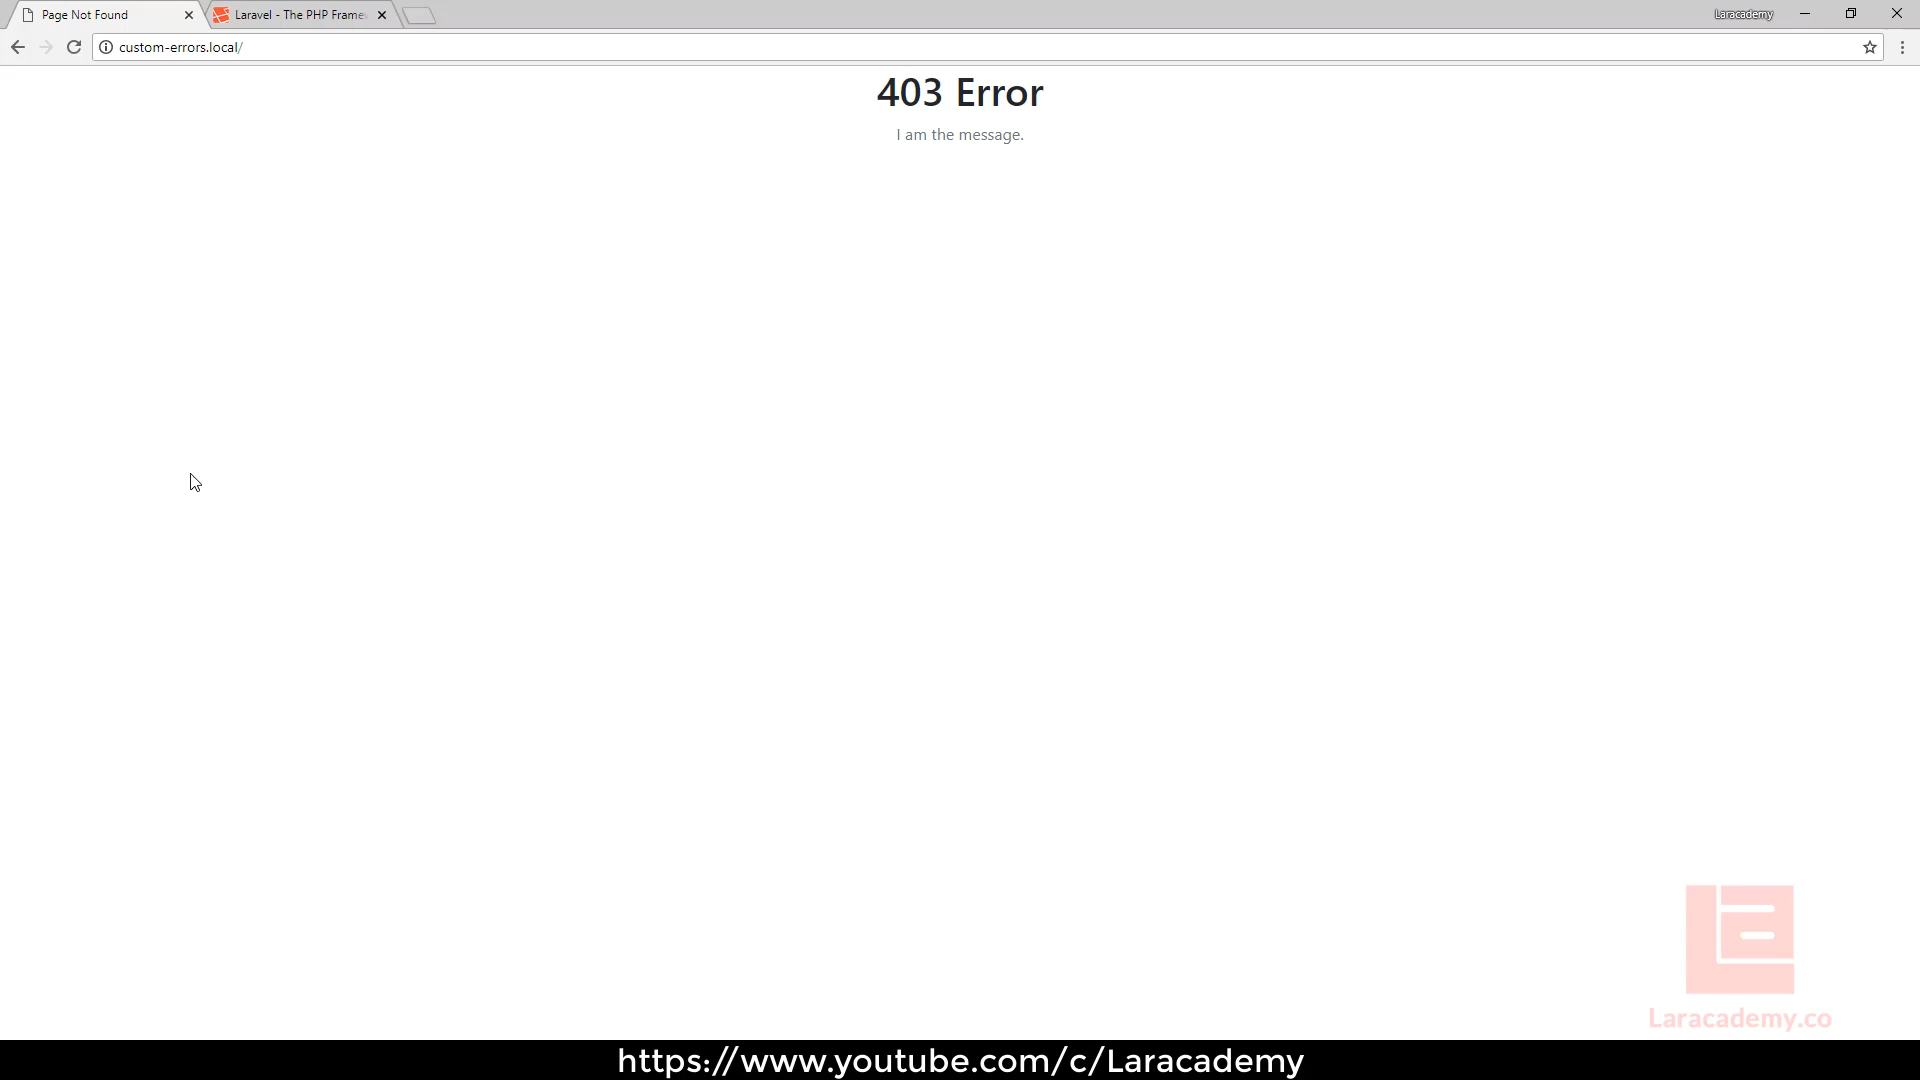 Page Not Found
Laravel - The PHP Frame
Laracademy
custom-errors.local/
403 Error
I am the message.
Laracademy.co
https://www.youtube.com/c/Laracademy